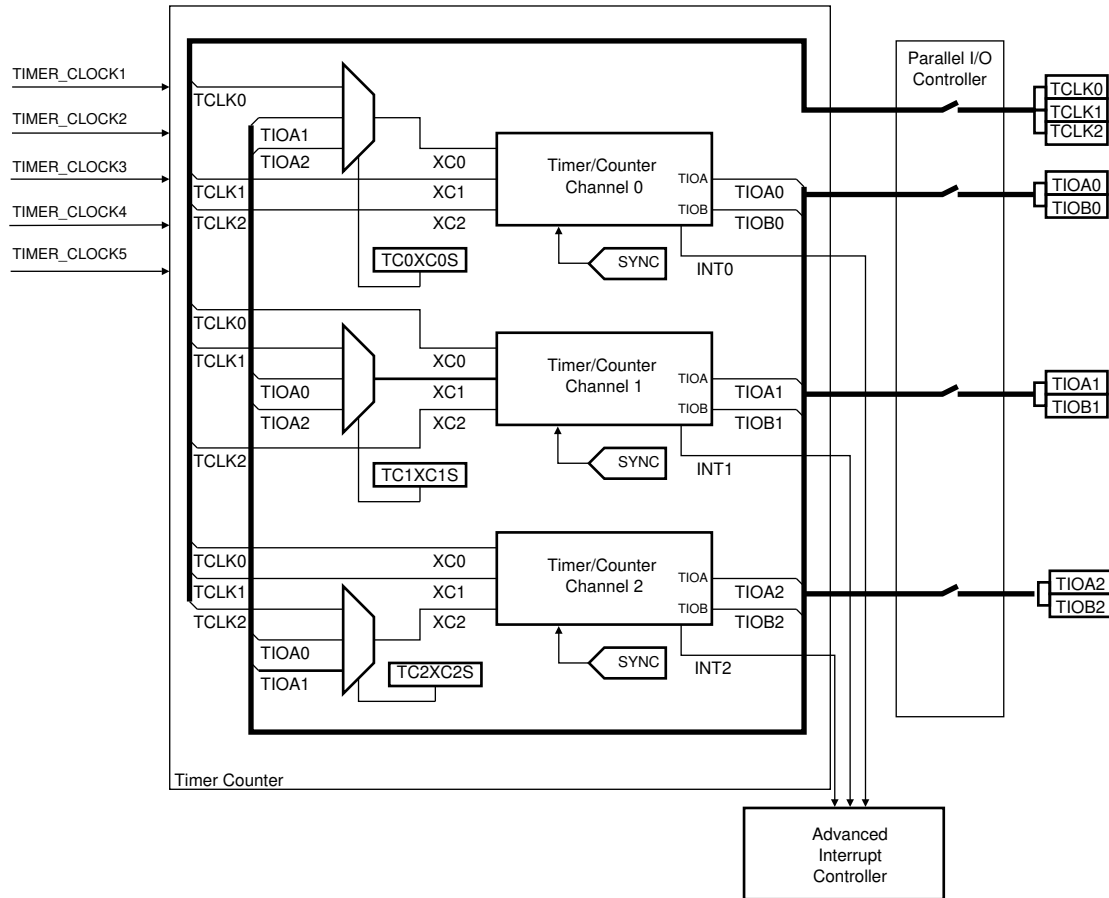 TIMER_CLOCK1
TIMER_CLOCK2
TIMER_CLOCK3
TIMER_CLOCK4
TIMER_CLOCK5
TCLK0
TIOA1
TIOA2
TCLK1
TCLK2
XC0
XC1
XC2
TC0XC0S
Timer/Counter
Channel 0
TIOA
TIOB
TIOA0
TIOB0
SYNC
INT0
TCLK0
TCLK1
TIOA0
TIOA2
TCLK2
XC0
XC1
XC2
TC1XC1S
Timer/Counter
Channel 1
TIOA
TIOB
TIOA1
TIOB1
SYNC
INT1
TCLK0
TCLK1
TCLK2
TIOA0
TIOA1
XC0
XC1
XC2
TC2XC2S
Timer/Counter
Channel 2
TIOA
TIOB
TIOA2
TIOB2
SYNC
INT2
Timer Counter
Parallel I/O
Controller
TCLK0
TCLK1
TCLK2
TIOA0
TIOB0
TIOA1
TIOB1
TIOA2
TIOB2
Advanced
Interrupt
Controller